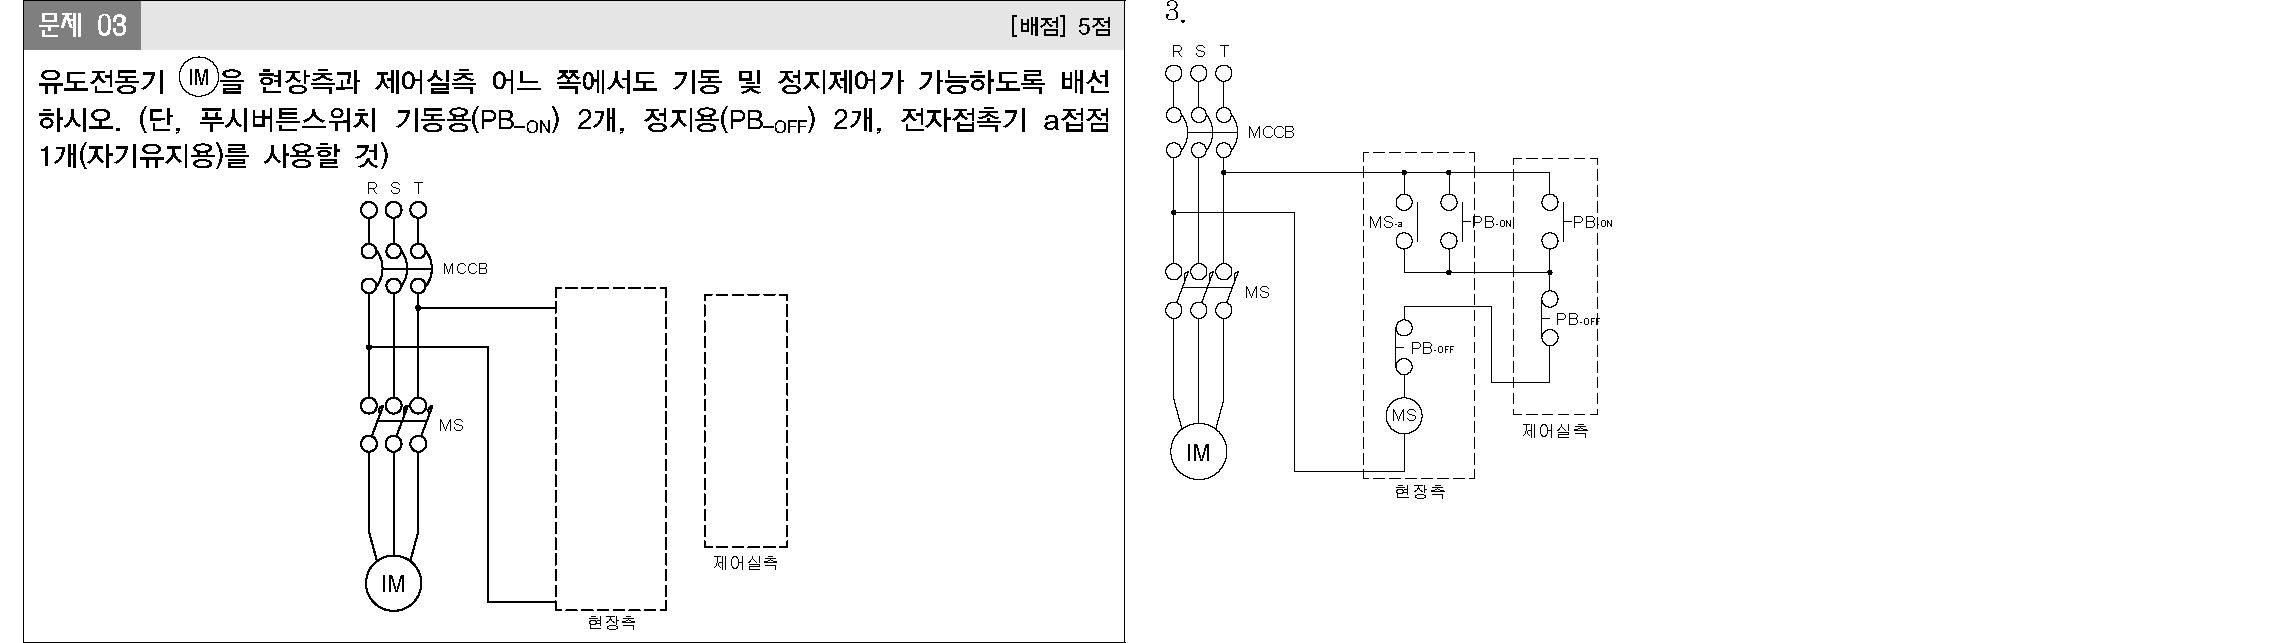 문제 03 [배점] 5점
유도전동기 IM을 현장측과 제어실측 어느 쪽에서도 기동 및 정지제어가 가능하도록 배선
하시오. (단, 푸시버튼스위치 기동용(PB-ON) 2개, 정지용(PB-OFF) 2개, 전자접촉기 a접점
1개(자기유지용)를 사용할 것)
R S T
MCCB
MS
IM
제어실측
현장측
3.
R S T
MCCB
MS-a
PB-ON
PB-ON
MS
PB-OFF
PB-OFF
MS
IM
제어실측
현장측